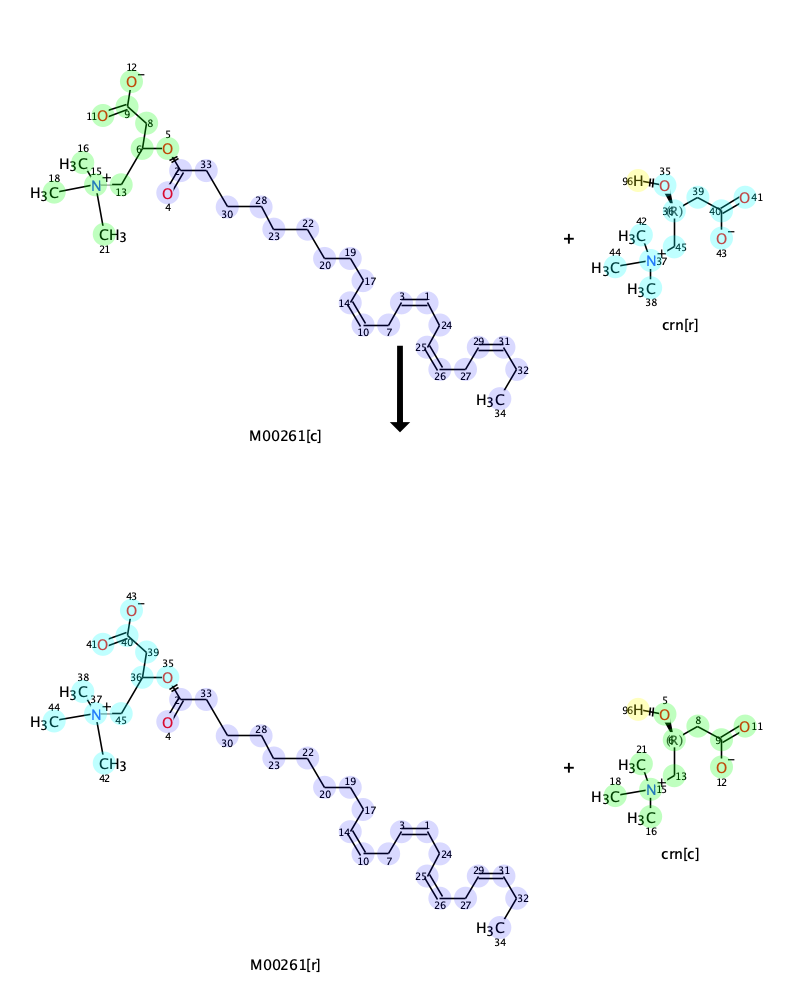 12
O−
11 O 9
8
5
16
H3C 6 O
18 15 + 33
H3C N 13 O
4
21
CH3
30 28
23 22
20 19
17
14 3 1
10 7 24
25 29 31
26 27 32
H3C
34
M00261[c]
+
35
96 H O 39
36 (R) 40 O 41
42
H3C O−
44 + 45 43
H3C N 37
H3C
38
crn[r]
43
O−
41 O 40
39
35
38
H3C 36 O
44 37 + 33
H3C N 45 O
4
42
CH3
30 28
23 22
20 19
17
14 3 1
10 7 24
25 29 31
26 27 32
H3C
34
M00261[r]
+
5
96 H O 8
6 (R) 9 O 11
21
H3C O−
18 + 13 12
H3C N 15
H3C
16
crn[c]